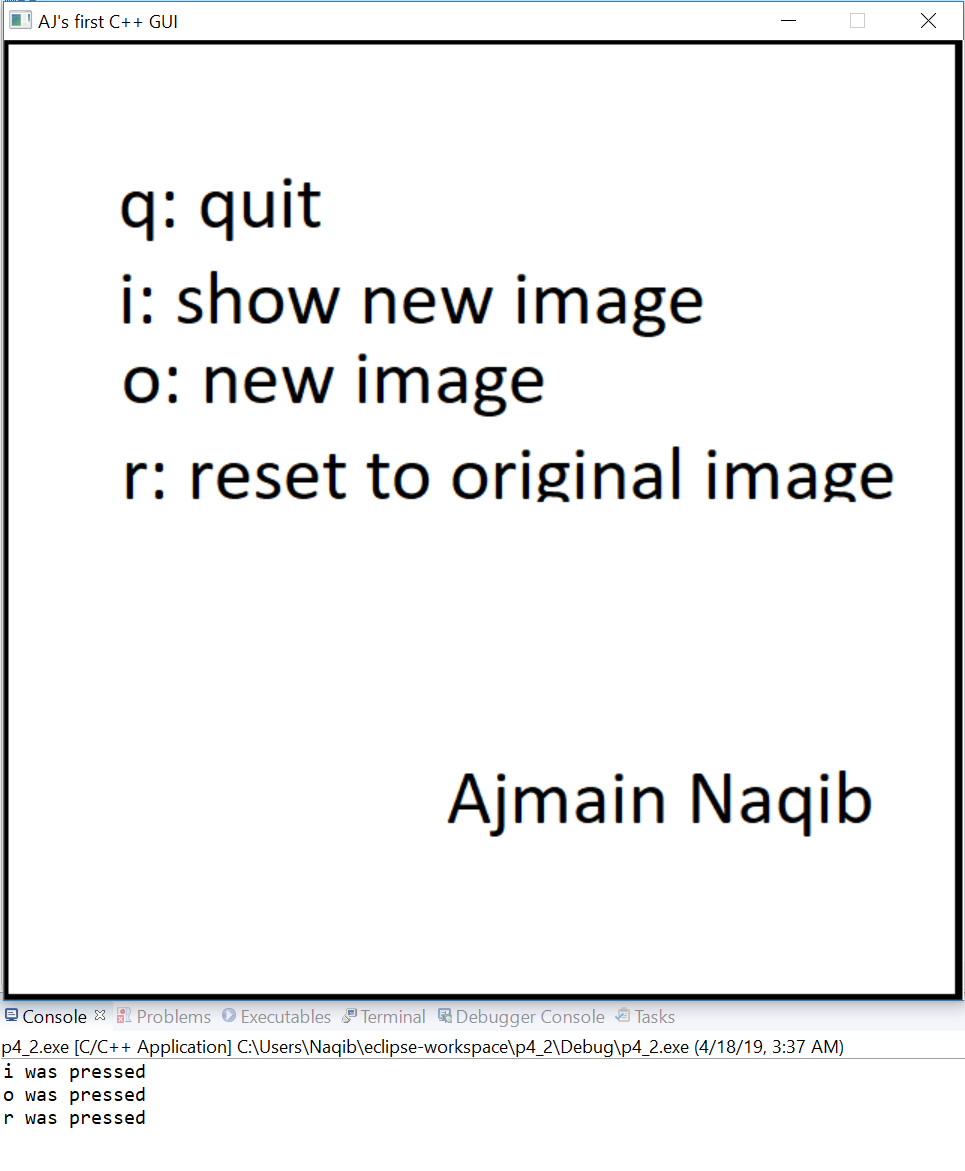 AJ's first C++ GUI
q: quit
i: show new image
o: new image
r: reset to original image
Ajmain Naqib
Console Problems Executables Terminal Debugger Console Tasks
p4_2.exe [C/C++ Application] C:\Users\Naqib\eclipse-workspace\p4_2\Debug\p4_2.exe (4/18/19, 3:37 AM)
i was pressed
o was pressed
r was pressed